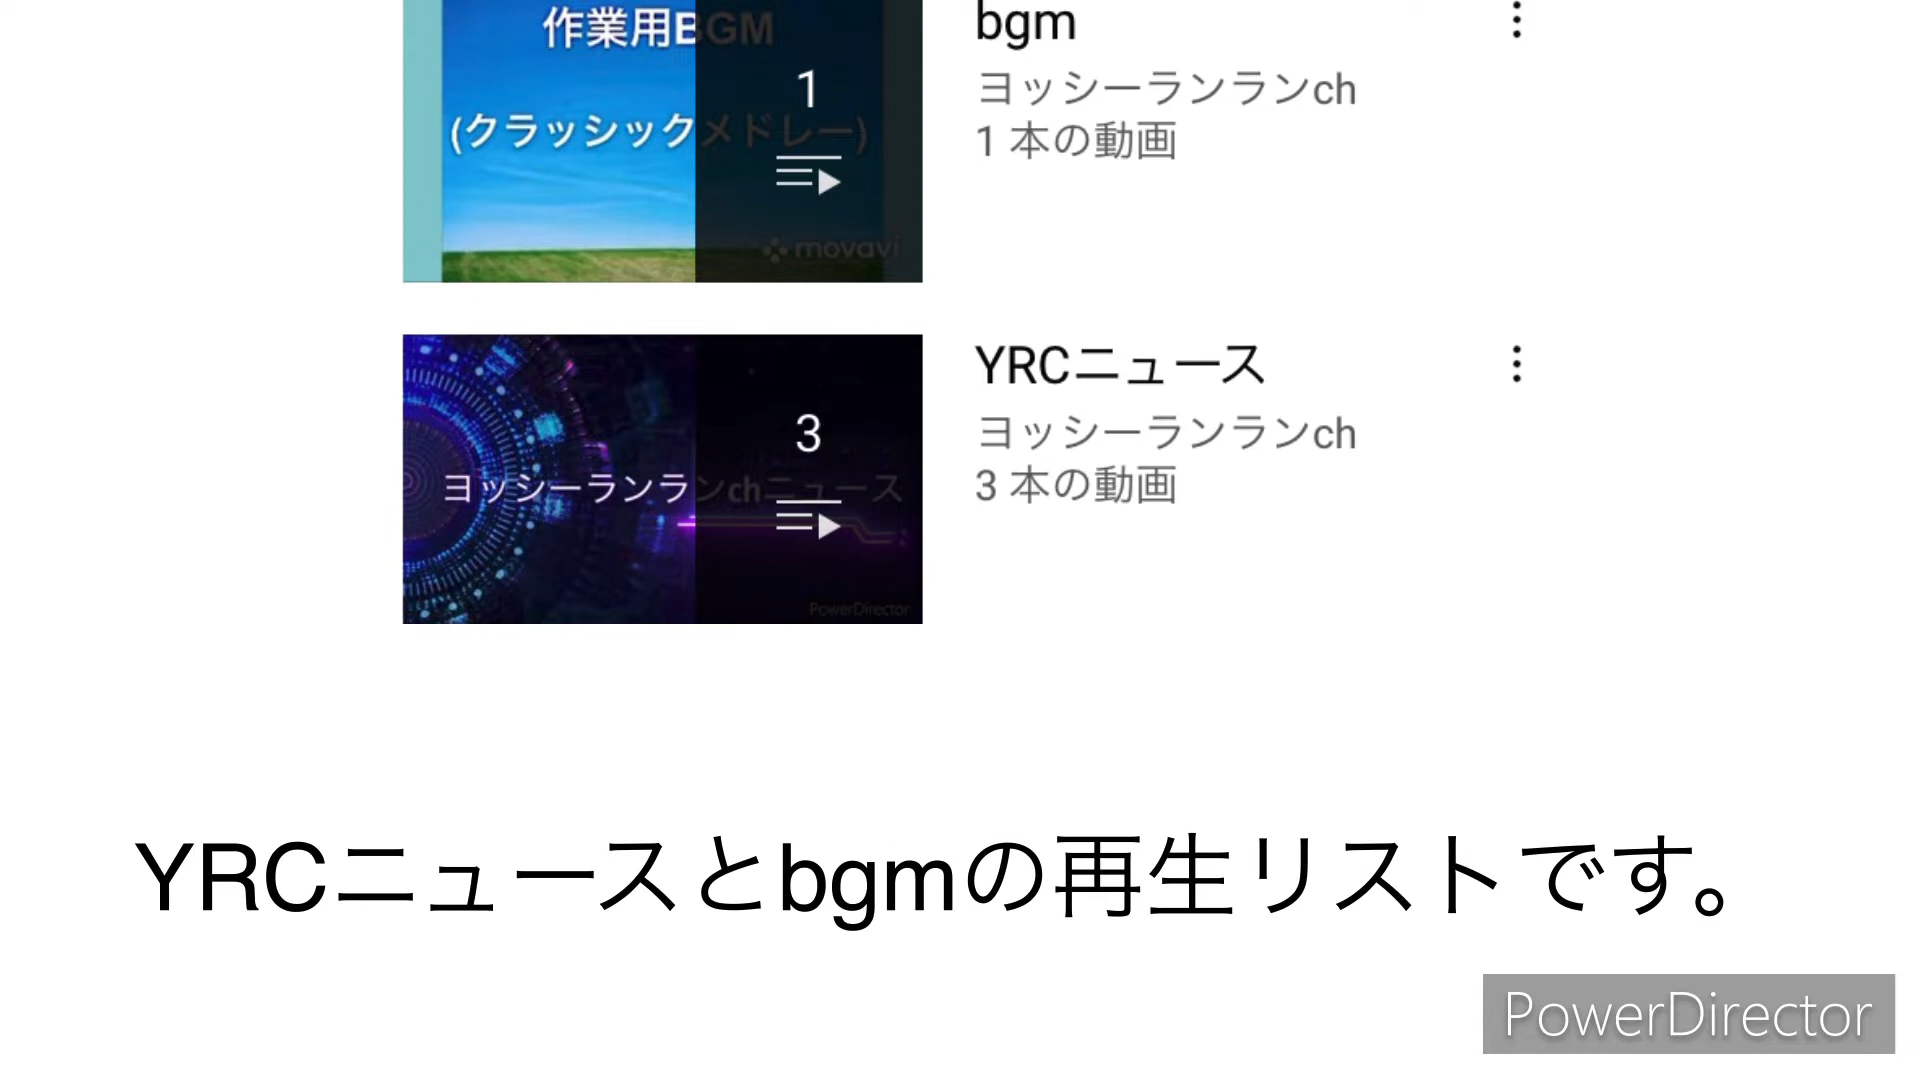 作業用BGM
(クラッシックメドレー)
1
movavi
bgm
ヨッシーランランch
1 本の動画
ヨッシーランランchニュース
3
PowerDirector
YRCニュース
ヨッシーランランch
3 本の動画
YRCニュースとbgmの再生リストです。
PowerDirector